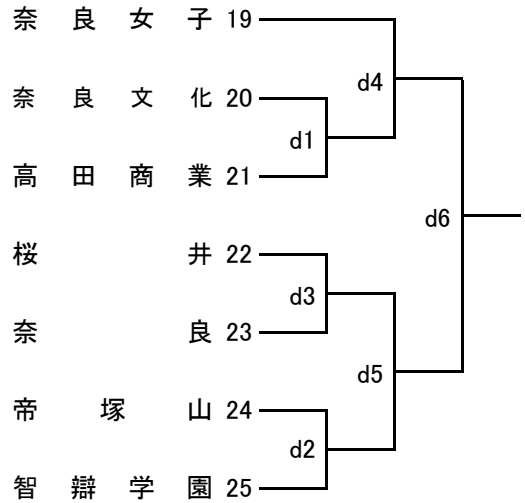 奈良女子 19
d4
奈良文化 20
d1
高田商業 21
d6
桜井 22
d3
奈良 23
d5
帝塚山 24
d2
智辯学園 25